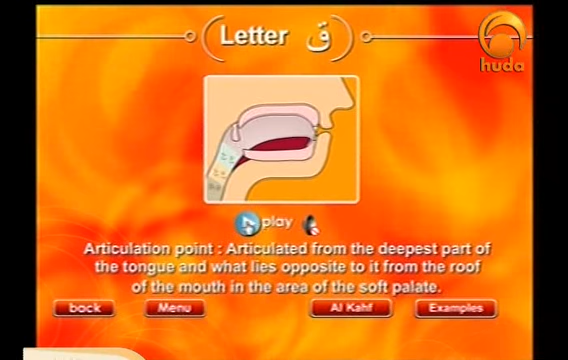 Letter ق
huda
play
Articulation point : Articulated from the deepest part of
the tongue and what lies opposite to it from the roof
of the mouth in the area of the soft palate.
back Menu Al Kahf Examples